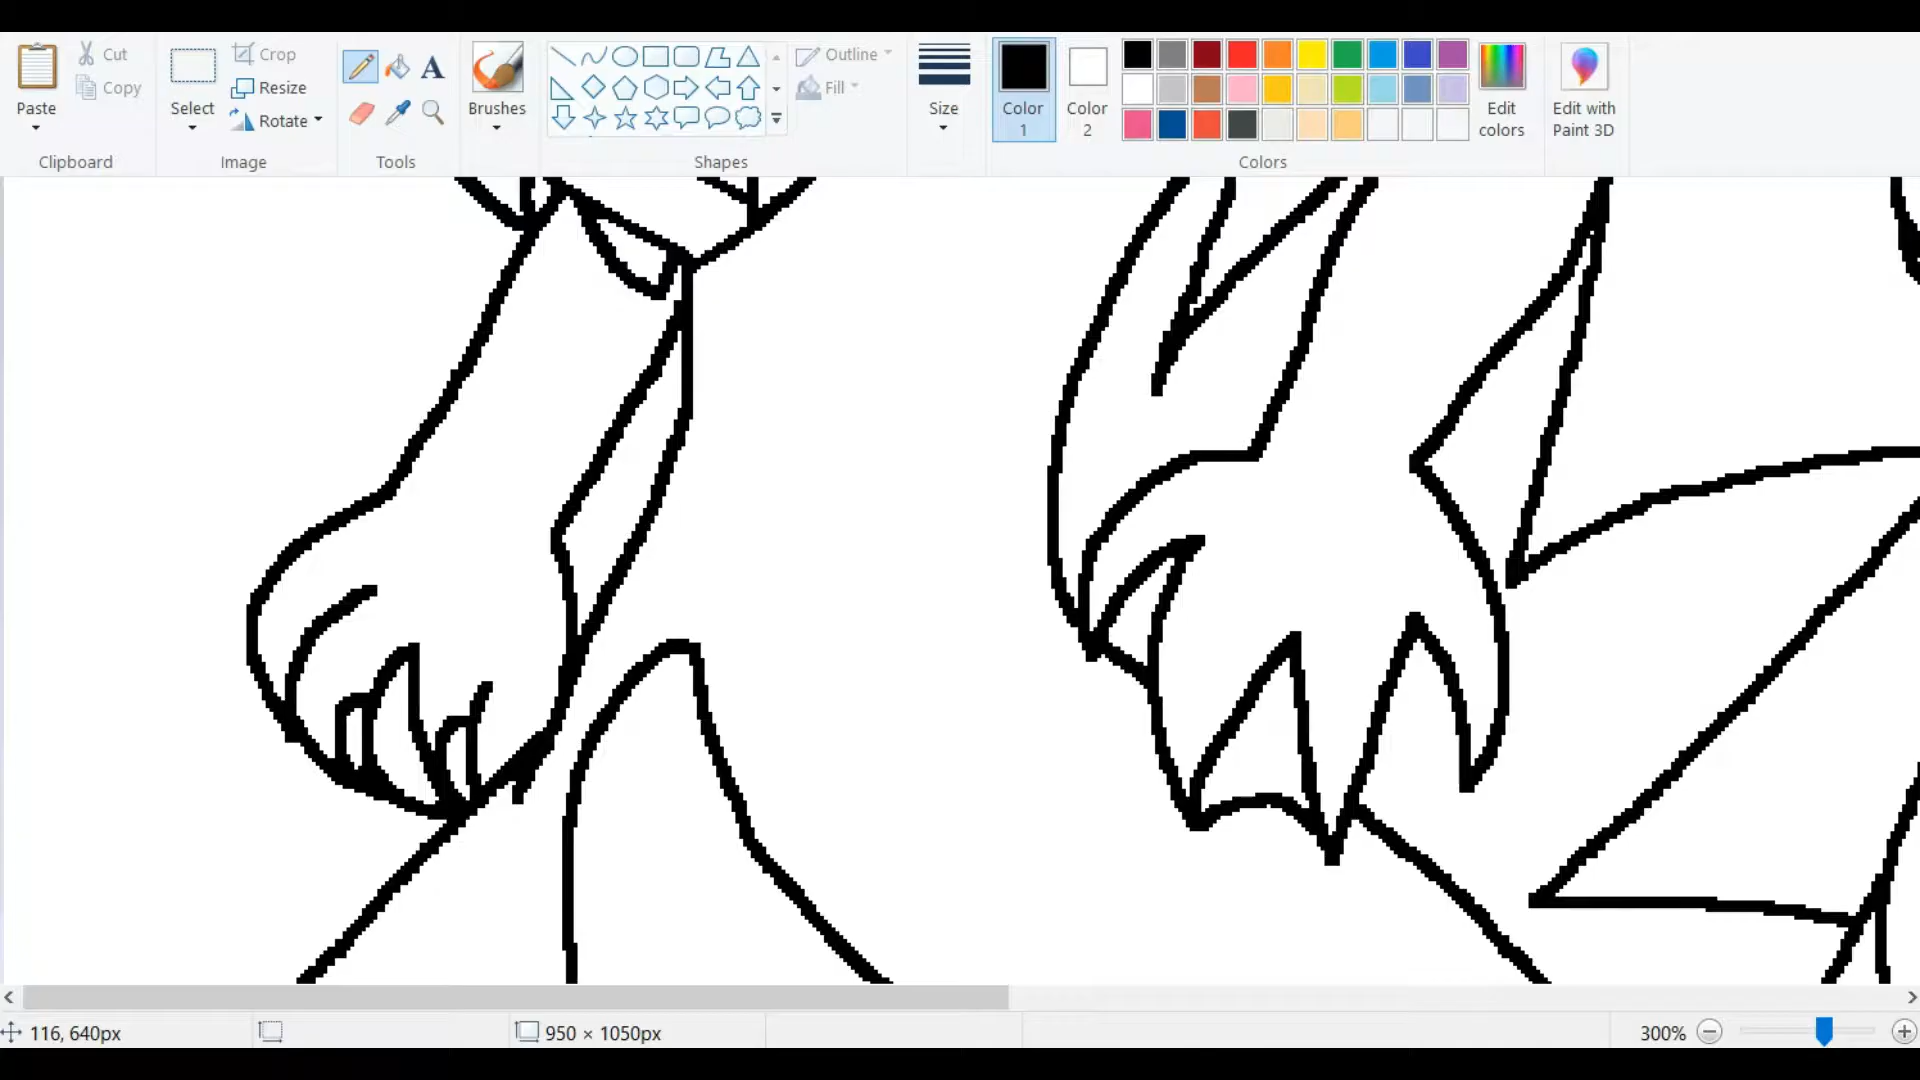 Paste
Cut
Copy
Clipboard
Select
Crop
Resize
Rotate
Image
A
Tools
Brushes
Shapes
Outline
Fill
Size
Color
1
Color
2
Colors
Edit
colors
Edit with
Paint 3D
116, 640px
950 × 1050px
300%